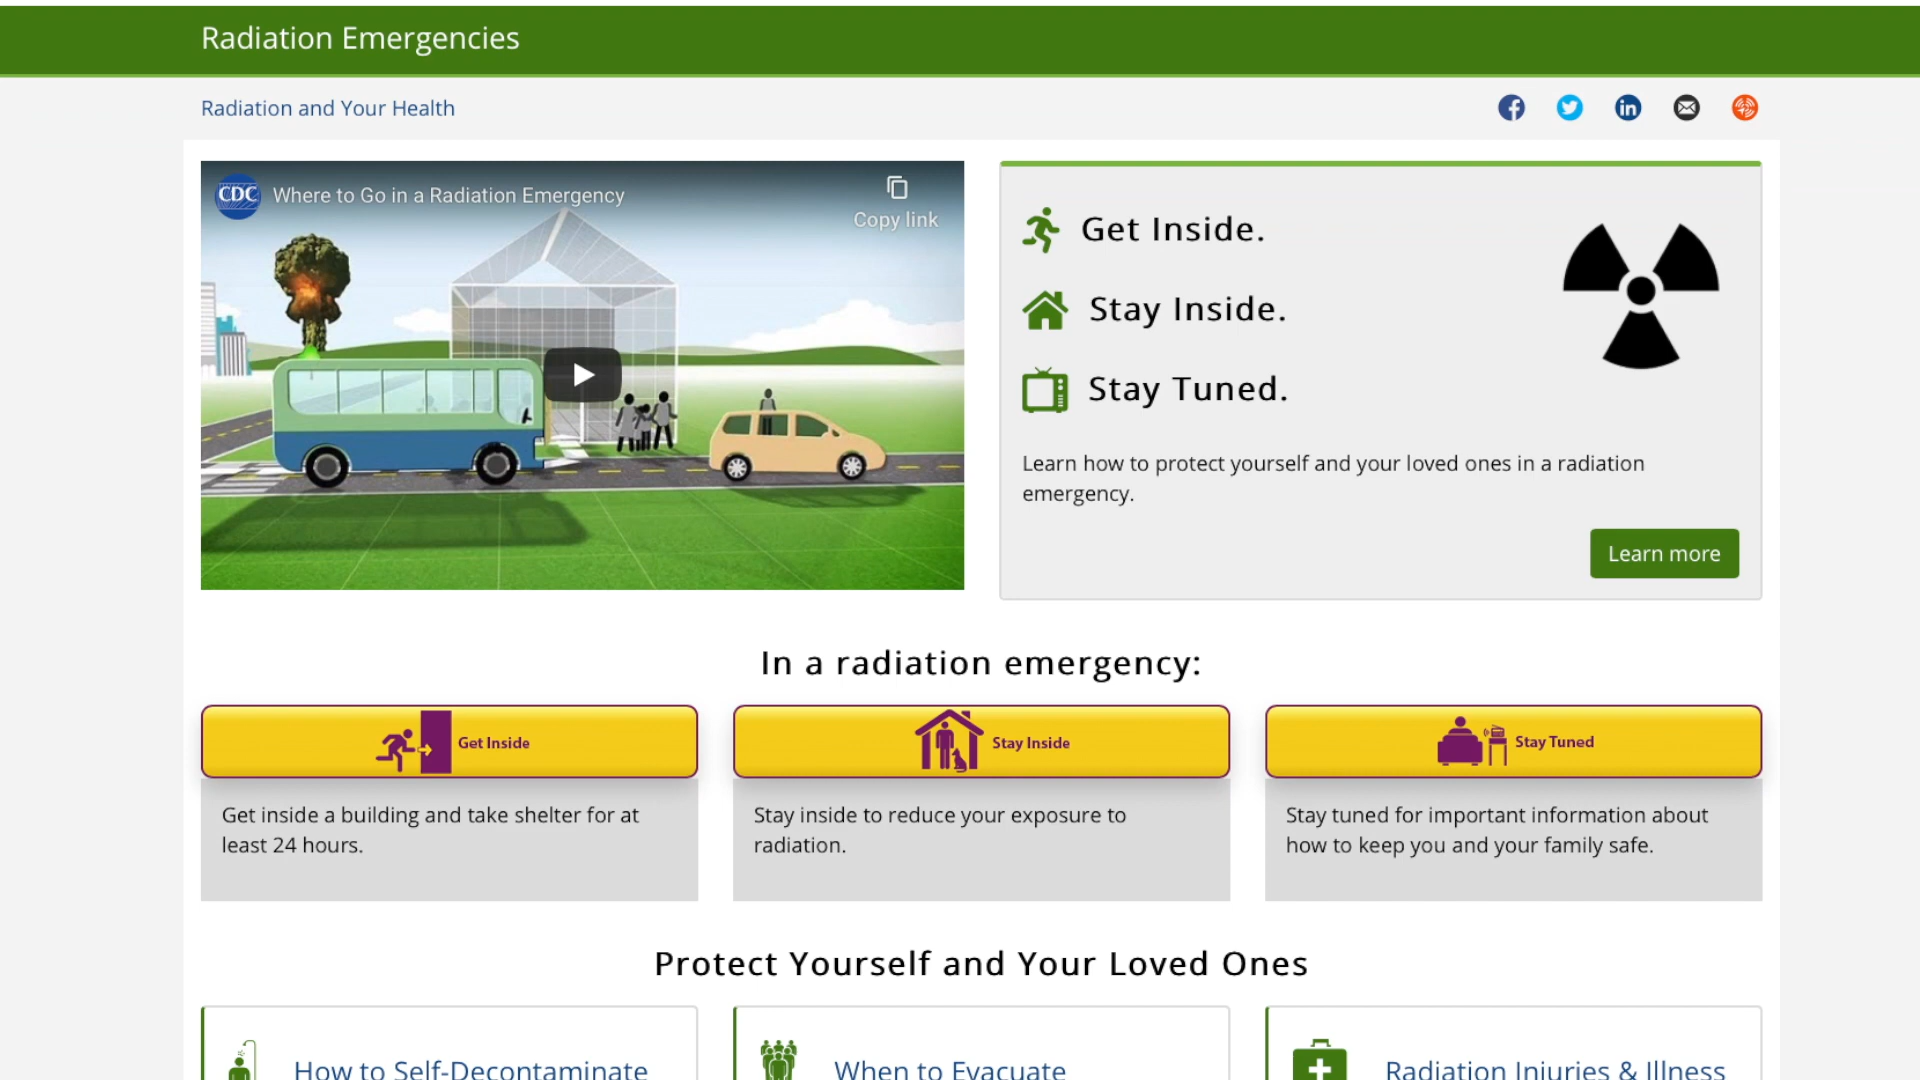 Radiation Emergencies
Radiation and Your Health
CDC
Where to Go in a Radiation Emergency
Copy link
Get Inside.
Stay Inside.
Stay Tuned.
Learn how to protect yourself and your loved ones in a radiation
emergency.
Learn more
In a radiation emergency:
Get Inside
Get inside a building and take shelter for at
least 24 hours.
Stay Inside
Stay inside to reduce your exposure to
radiation.
Stay Tuned
Stay tuned for important information about
how to keep you and your family safe.
Protect Yourself and Your Loved Ones
How to Self-Decontaminate
When to Evacuate
Radiation Injuries & Illness